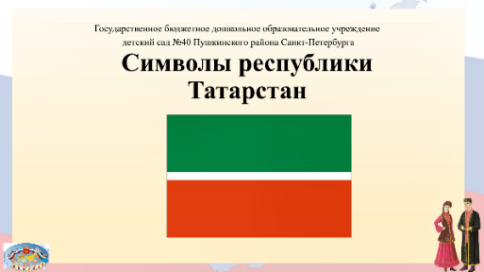 Государственное бюджетное дошкольное образовательное учреждение
детский сад №40 Пушкинского района Санкт-Петербурга
Символы республики
Татарстан